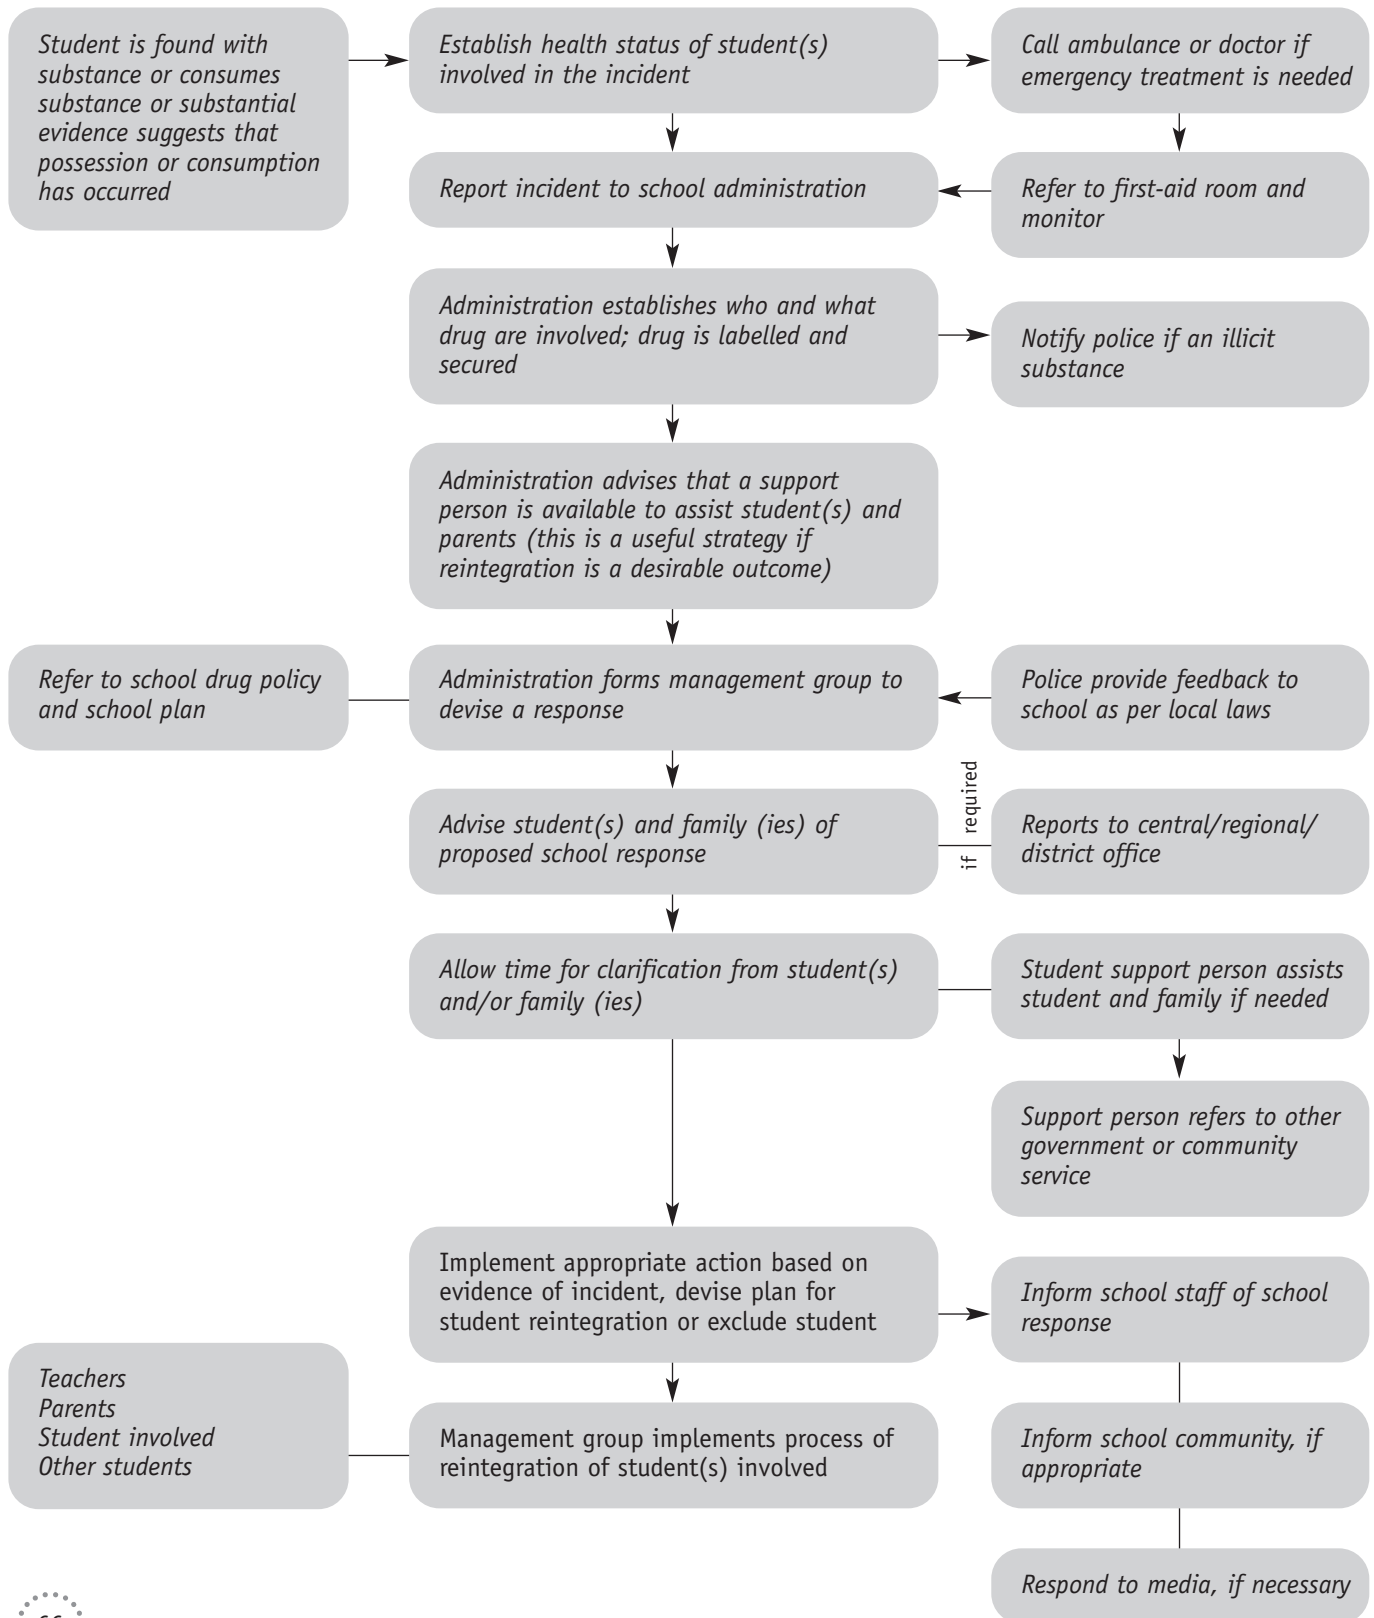 Student is found with
substance or consumes
substance or substantial
evidence suggests that
possession or consumption
has occurred
Establish health status of student(s)
involved in the incident
Call ambulance or doctor if
emergency treatment is needed
Report incident to school administration
Refer to first-aid room and
monitor
Administration establishes who and what
drug are involved; drug is labelled and
secured
Notify police if an illicit
substance
Administration advises that a support
person is available to assist student(s) and
parents (this is a useful strategy if
reintegration is a desirable outcome)
Refer to school drug policy
and school plan
Administration forms management group to
devise a response
Police provide feedback to
school as per local laws
Advise student(s) and family (ies) of
proposed school response
if required
Reports to central/regional/
district office
Allow time for clarification from student(s)
and/or family (ies)
Student support person assists
student and family if needed
Support person refers to other
government or community
service
Implement appropriate action based on
evidence of incident, devise plan for
student reintegration or exclude student
Inform school staff of school
response
Teachers
Parents
Student involved
Other students
Management group implements process of
reintegration of student(s) involved
Inform school community, if
appropriate
Respond to media, if necessary